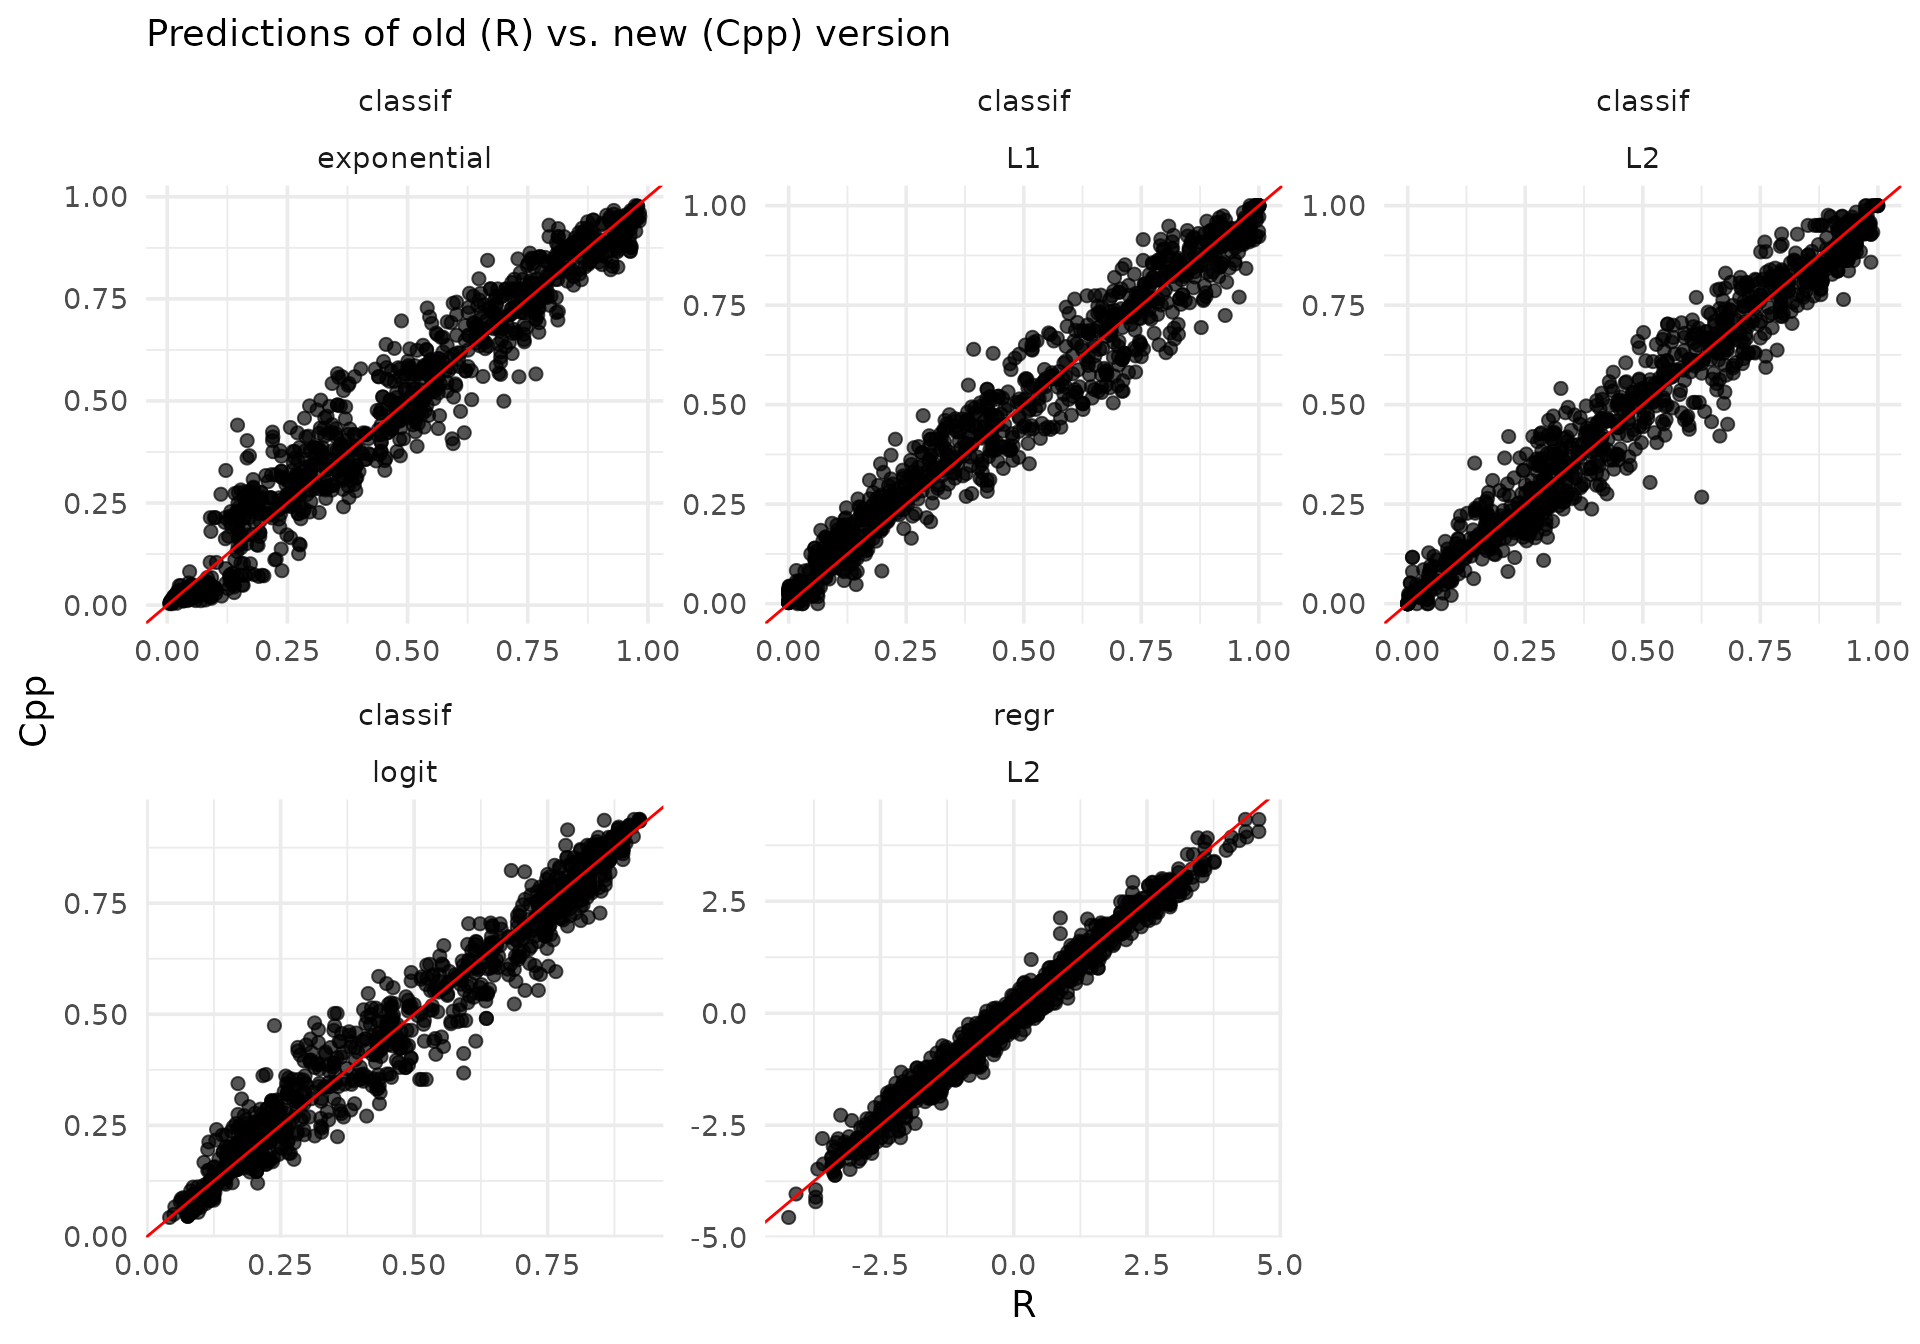 Predictions of old (R) vs. new (Cpp) version
classif classif classif
exponential L1 L2
1.00
0.75
0.50
0.25
0.00
1.00
0.75
0.50
0.25
0.00
1.00
0.75
0.50
0.25
0.00
0.00 0.25 0.50 0.75 1.00
0.00 0.25 0.50 0.75 1.00
0.00 0.25 0.50 0.75 1.00
Cpp
classif regr
logit L2
0.75
0.50
0.25
0.00
2.5
0.0
-2.5
-5.0
0.00 0.25 0.50 0.75
-2.5 0.0 2.5 5.0
R